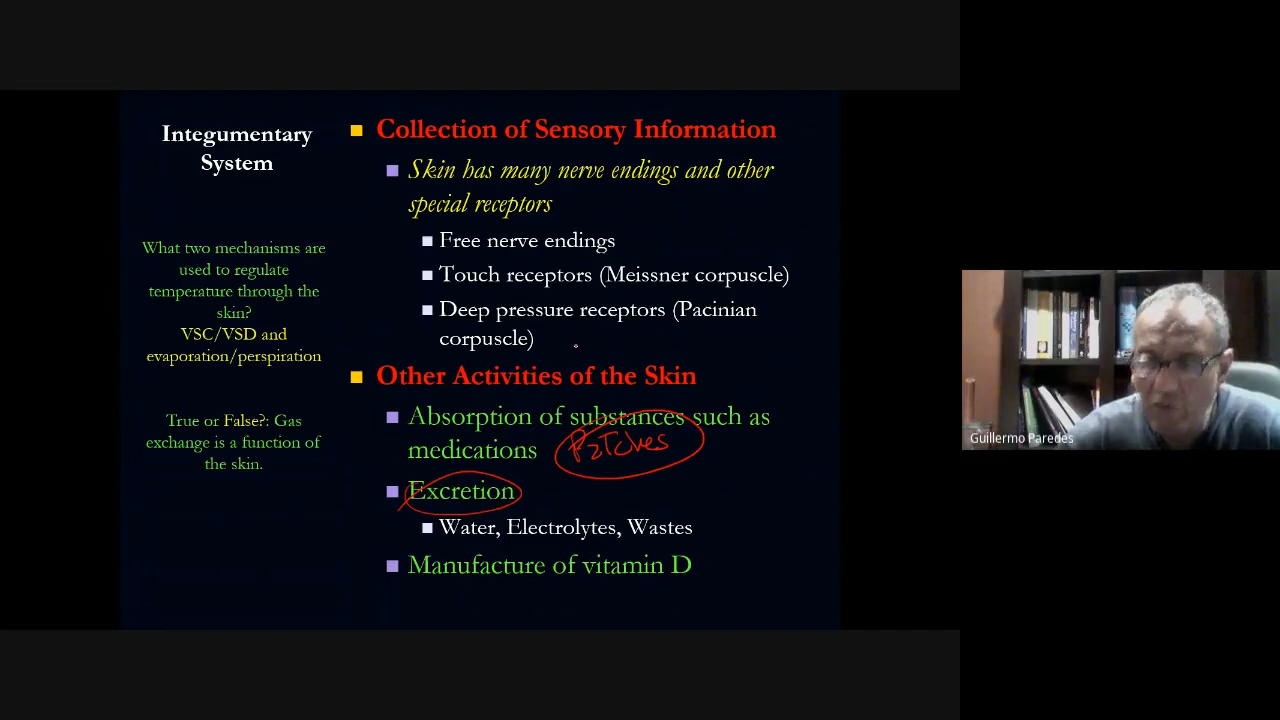 Integumentary
System
What two mechanisms are
used to regulate
temperature through the
skin?
VSC/VSD and
evaporation/perspiration
True or False?: Gas
exchange is a function of
the skin.
Collection of Sensory Information
Skin has many nerve endings and other
special receptors
Free nerve endings
Touch receptors (Meissner corpuscle)
Deep pressure receptors (Pacinian
corpuscle)
Other Activities of the Skin
Absorption of substances such as
medications Patches
Excretion
Water, Electrolytes, Wastes
Manufacture of vitamin D
Guillermo Paredes